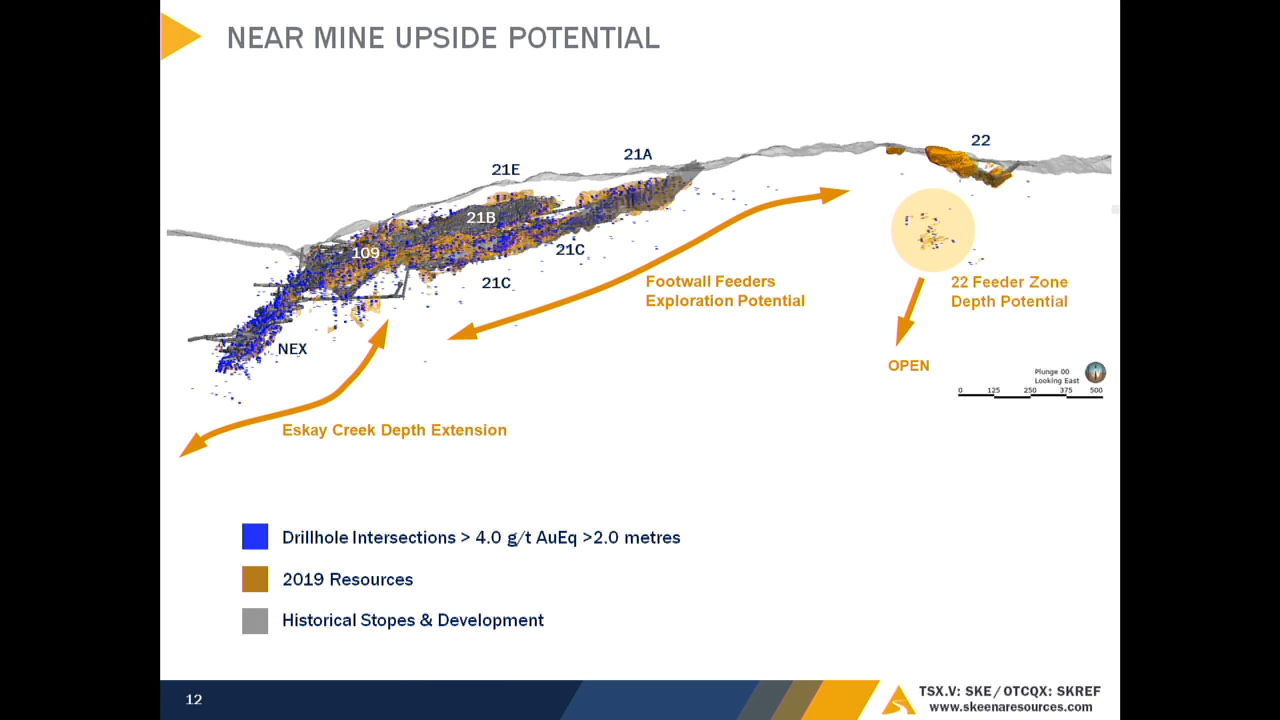 NEAR MINE UPSIDE POTENTIAL
22
21A
21E
21B
109
21C
21C
Footwall Feeders
Exploration Potential
22 Feeder Zone
Depth Potential
NEX
OPEN
Plunge 00
Looking East
0 125 250 375 500
Eskay Creek Depth Extension
Drillhole Intersections > 4.0 g/t AuEq >2.0 metres
2019 Resources
Historical Stopes & Development
12
TSX.V: SKE / OTCQX: SKREF
www.skeenaresources.com